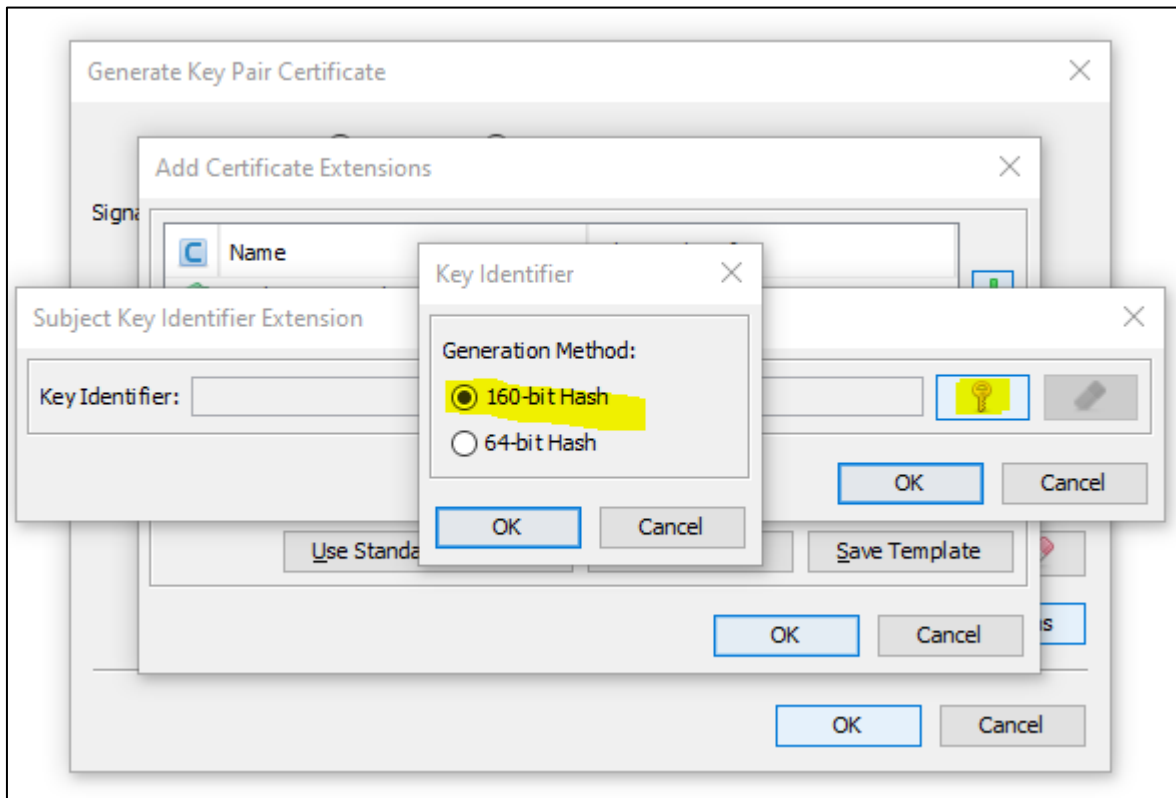 Generate Key Pair Certificate
Add Certificate Extensions
Signa
Name
Key Identifier
Subject Key Identifier Extension
Generation Method:
Key Identifier:
160-bit Hash
64-bit Hash
OK Cancel
OK Cancel
Use Standa
Save Template
OK Cancel
OK Cancel